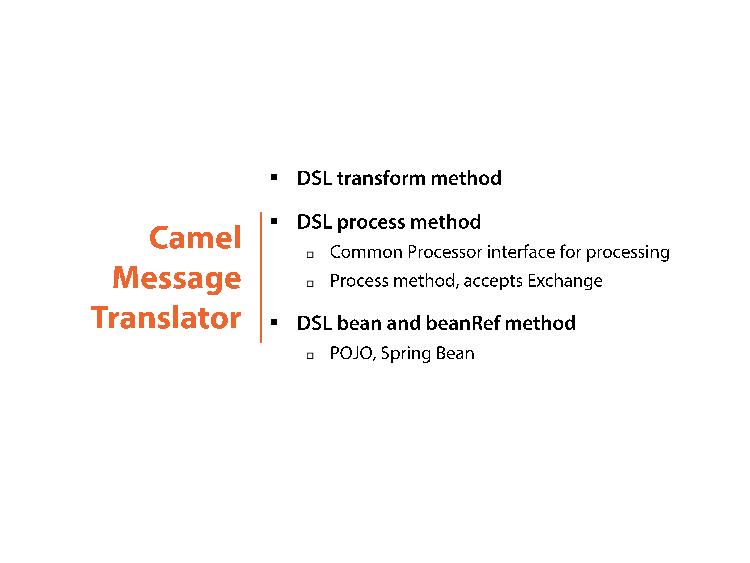 Camel
Message
Translator
▪ DSL transform method
▪ DSL process method
▫ Common Processor interface for processing
▫ Process method, accepts Exchange
▪ DSL bean and beanRef method
▫ POJO, Spring Bean